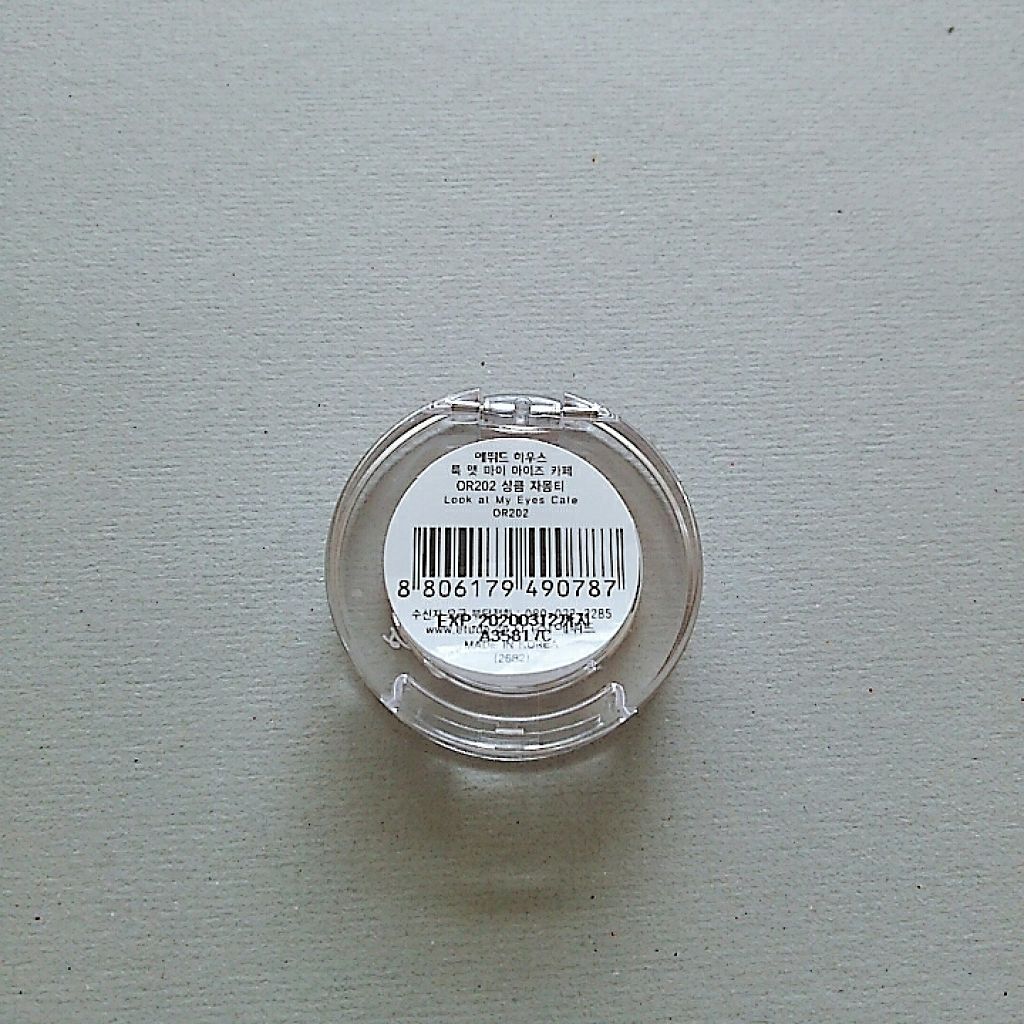 에뛰드 하우스
룩 앳 마이 아이즈 카페
OR202 상큼 자몽티
Look at My Eyes Cafe
OR202
8 806179 490787
EXP 20200312까지
A35817C
MADE IN KOREA
(2682)